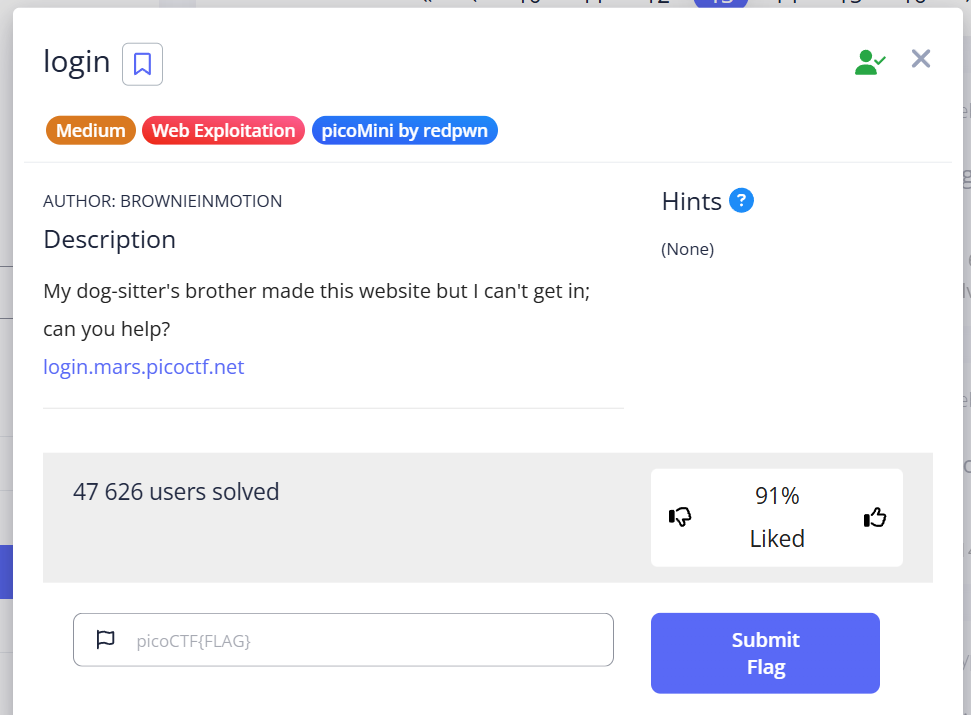 login
Medium Web Exploitation picoMini by redpwn
AUTHOR: BROWNIEINMOTION
Description
My dog-sitter's brother made this website but I can't get in;
can you help?
login.mars.picoctf.net
Hints ?
(None)
47 626 users solved
91%
Liked
picoCTF{FLAG}
Submit
Flag